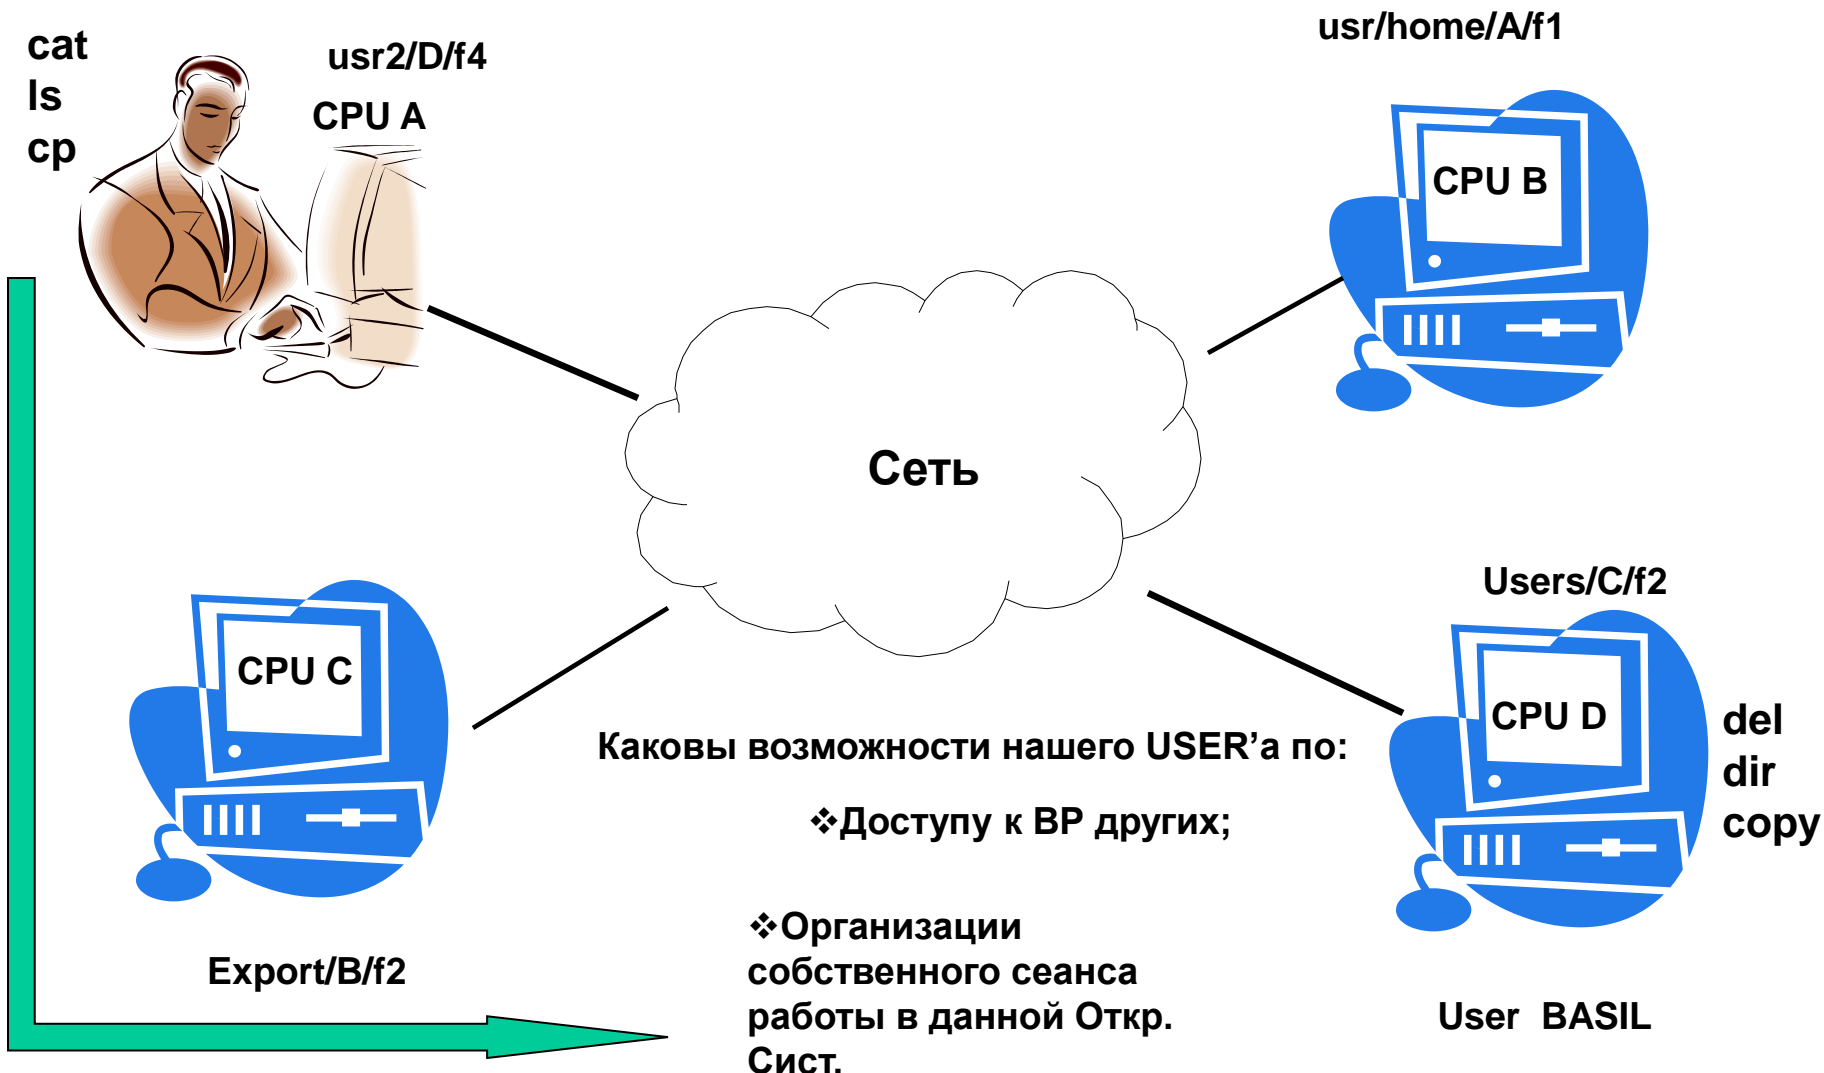 cat
ls
cp
usr2/D/f4
CPU A
usr/home/A/f1
CPU B
Сеть
Users/C/f2
CPU C
CPU D
del
dir
copy
Каковы возможности нашего USER’а по:
❖Доступу к ВР других;
❖Организации
собственного сеанса
работы в данной Откр.
Сист.
Export/B/f2
User BASIL